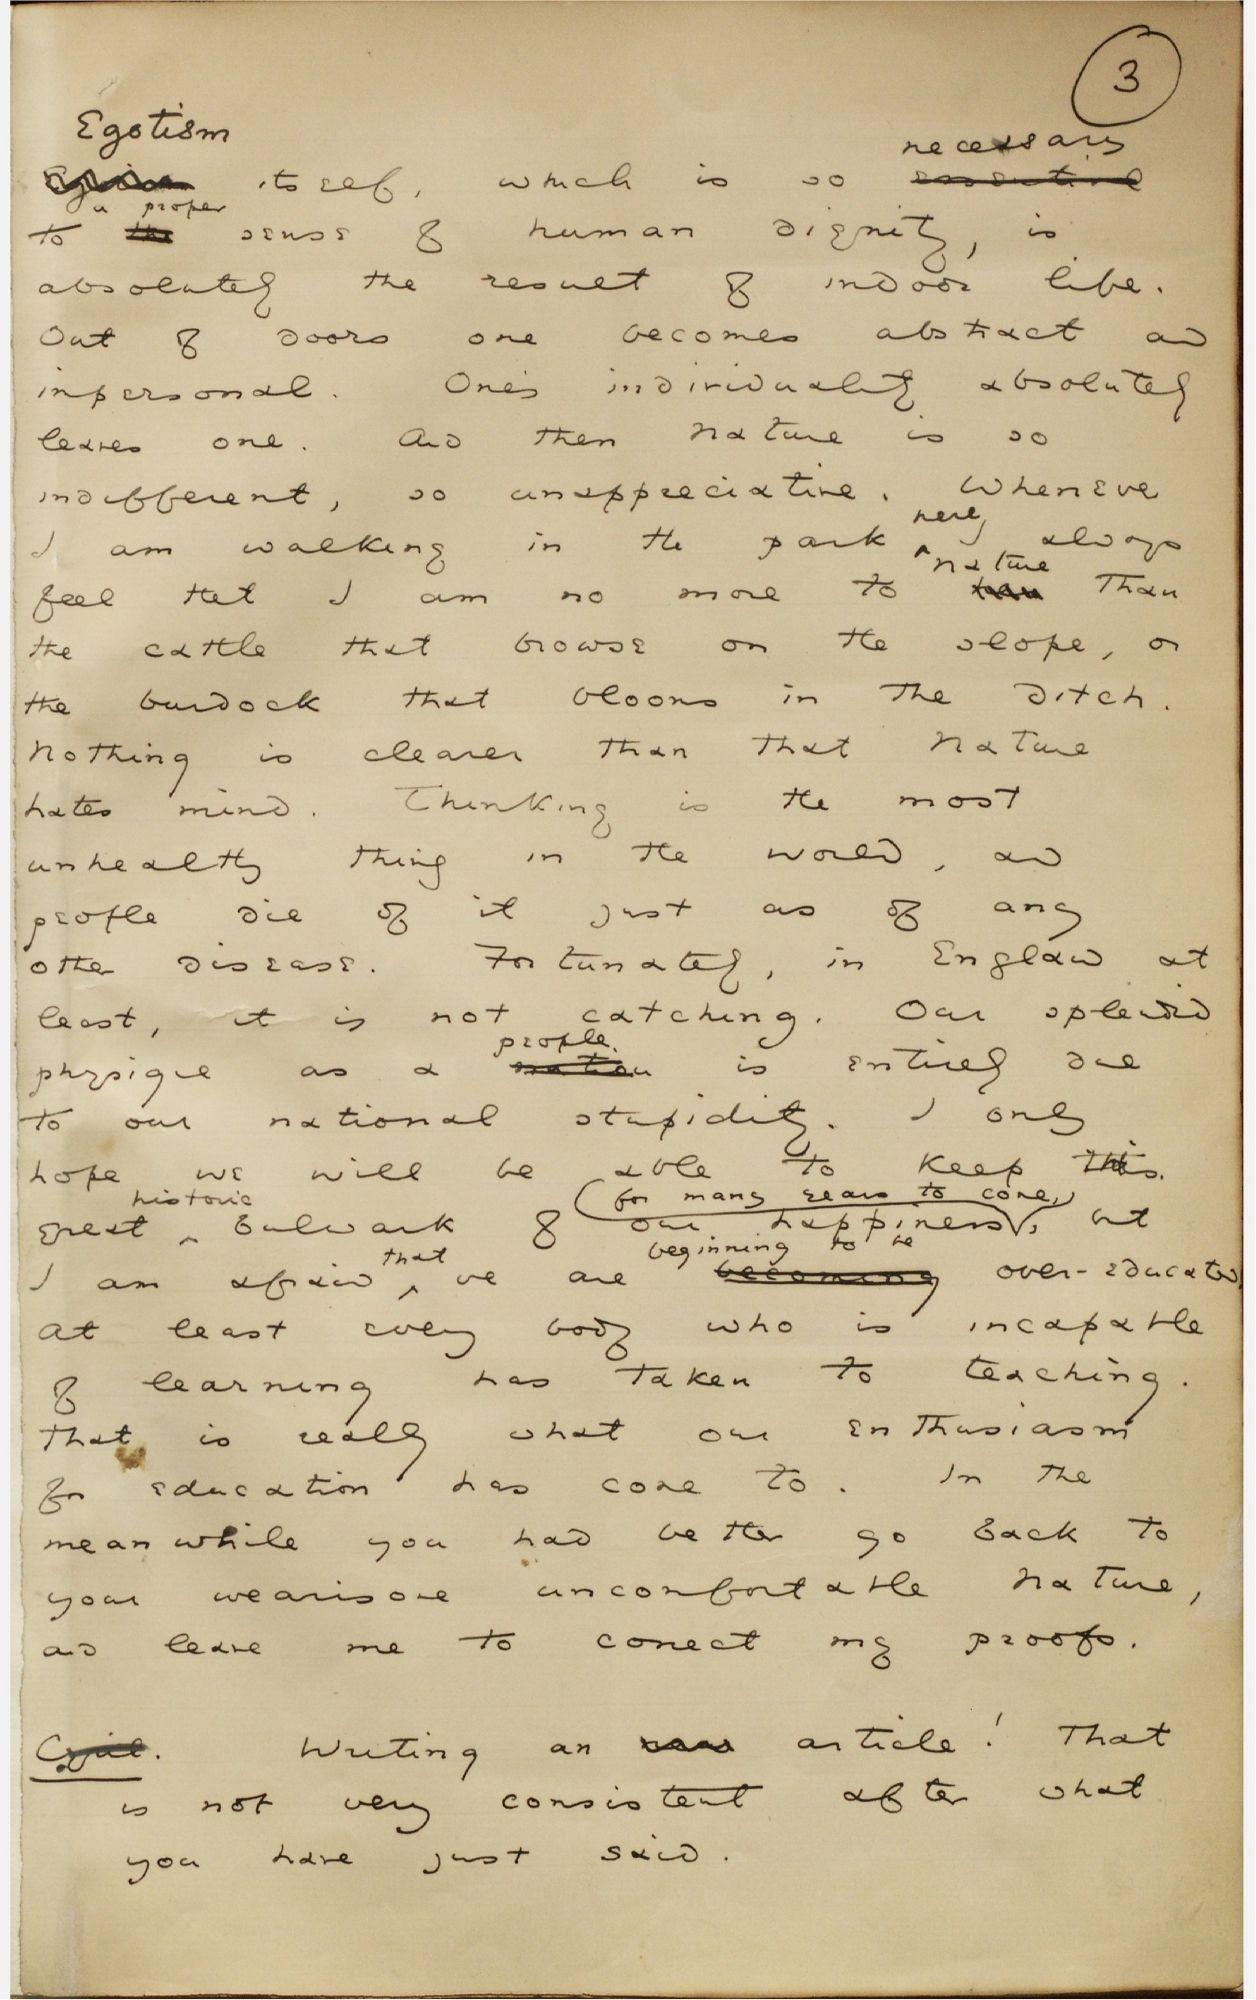 3
Egotism
necessary
itself, which is so essential
a proper
to the sense of human dignity, is
absolutely the result of indoor life.
Out of doors one becomes abstract and
impersonal. One's individuality absolutely
leaves one. And then Nature is so
indifferent, so unappreciative. Whenever
here,
I am walking in the park I always
nature
feel that I am no more to than
the cattle that browse on the slope, or
the burdock that blooms in the ditch.
Nothing is clearer than that Nature
hates mind. Thinking is the most
unhealthy thing in the world, and
people die of it just as of any
other disease. Fortunately, in England at
least, it is not catching. Our splendid
people
physique as a nation is entirely due
to our national stupidity. I only
hope we will be able to keep this
historic (for many years to come,)
great bulwark of our happiness, but
that beginning to be
I am afraid we are becoming over-educated
at least every body who is incapable
of learning has taken to teaching.
That is really what our enthusiasm
for education has come to. In the
mean while you had better go back to
your wearisome uncomfortable Nature,
and leave me to correct my proofs.
Cyril. Writing an article! That
is not very consistent after what
you have just said.